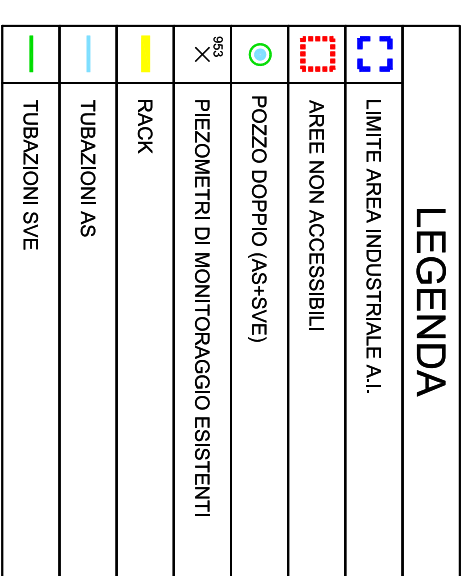 LEGENDA
LIMITE AREA INDUSTRIALE A.I.
AREE NON ACCESSIBILI
POZZO DOPPIO (AS+SVE)
953 PIEZOMETRI DI MONITORAGGIO ESISTENTI
RACK
TUBAZIONI AS
TUBAZIONI SVE